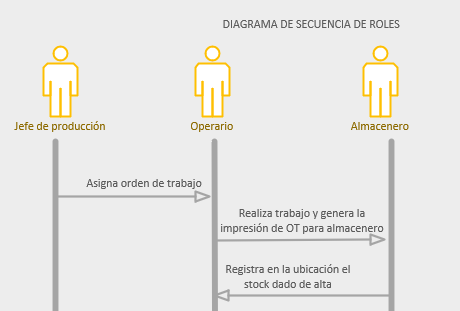 DIAGRAMA DE SECUENCIA DE ROLES
Jefe de producción
Operario
Almacenero
Asigna orden de trabajo
Realiza trabajo y genera la
impresión de OT para almacenero
Registra en la ubicación el
stock dado de alta